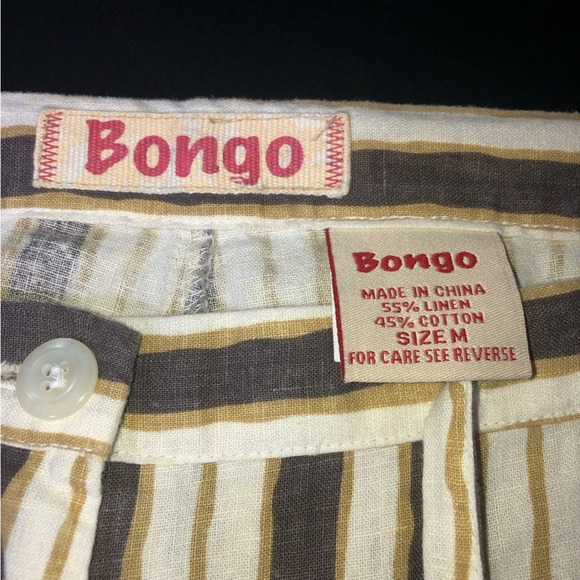 Bongo
Bongo
MADE IN CHINA
55% LINEN
45% COTTON
SIZE M
FOR CARE SEE REVERSE